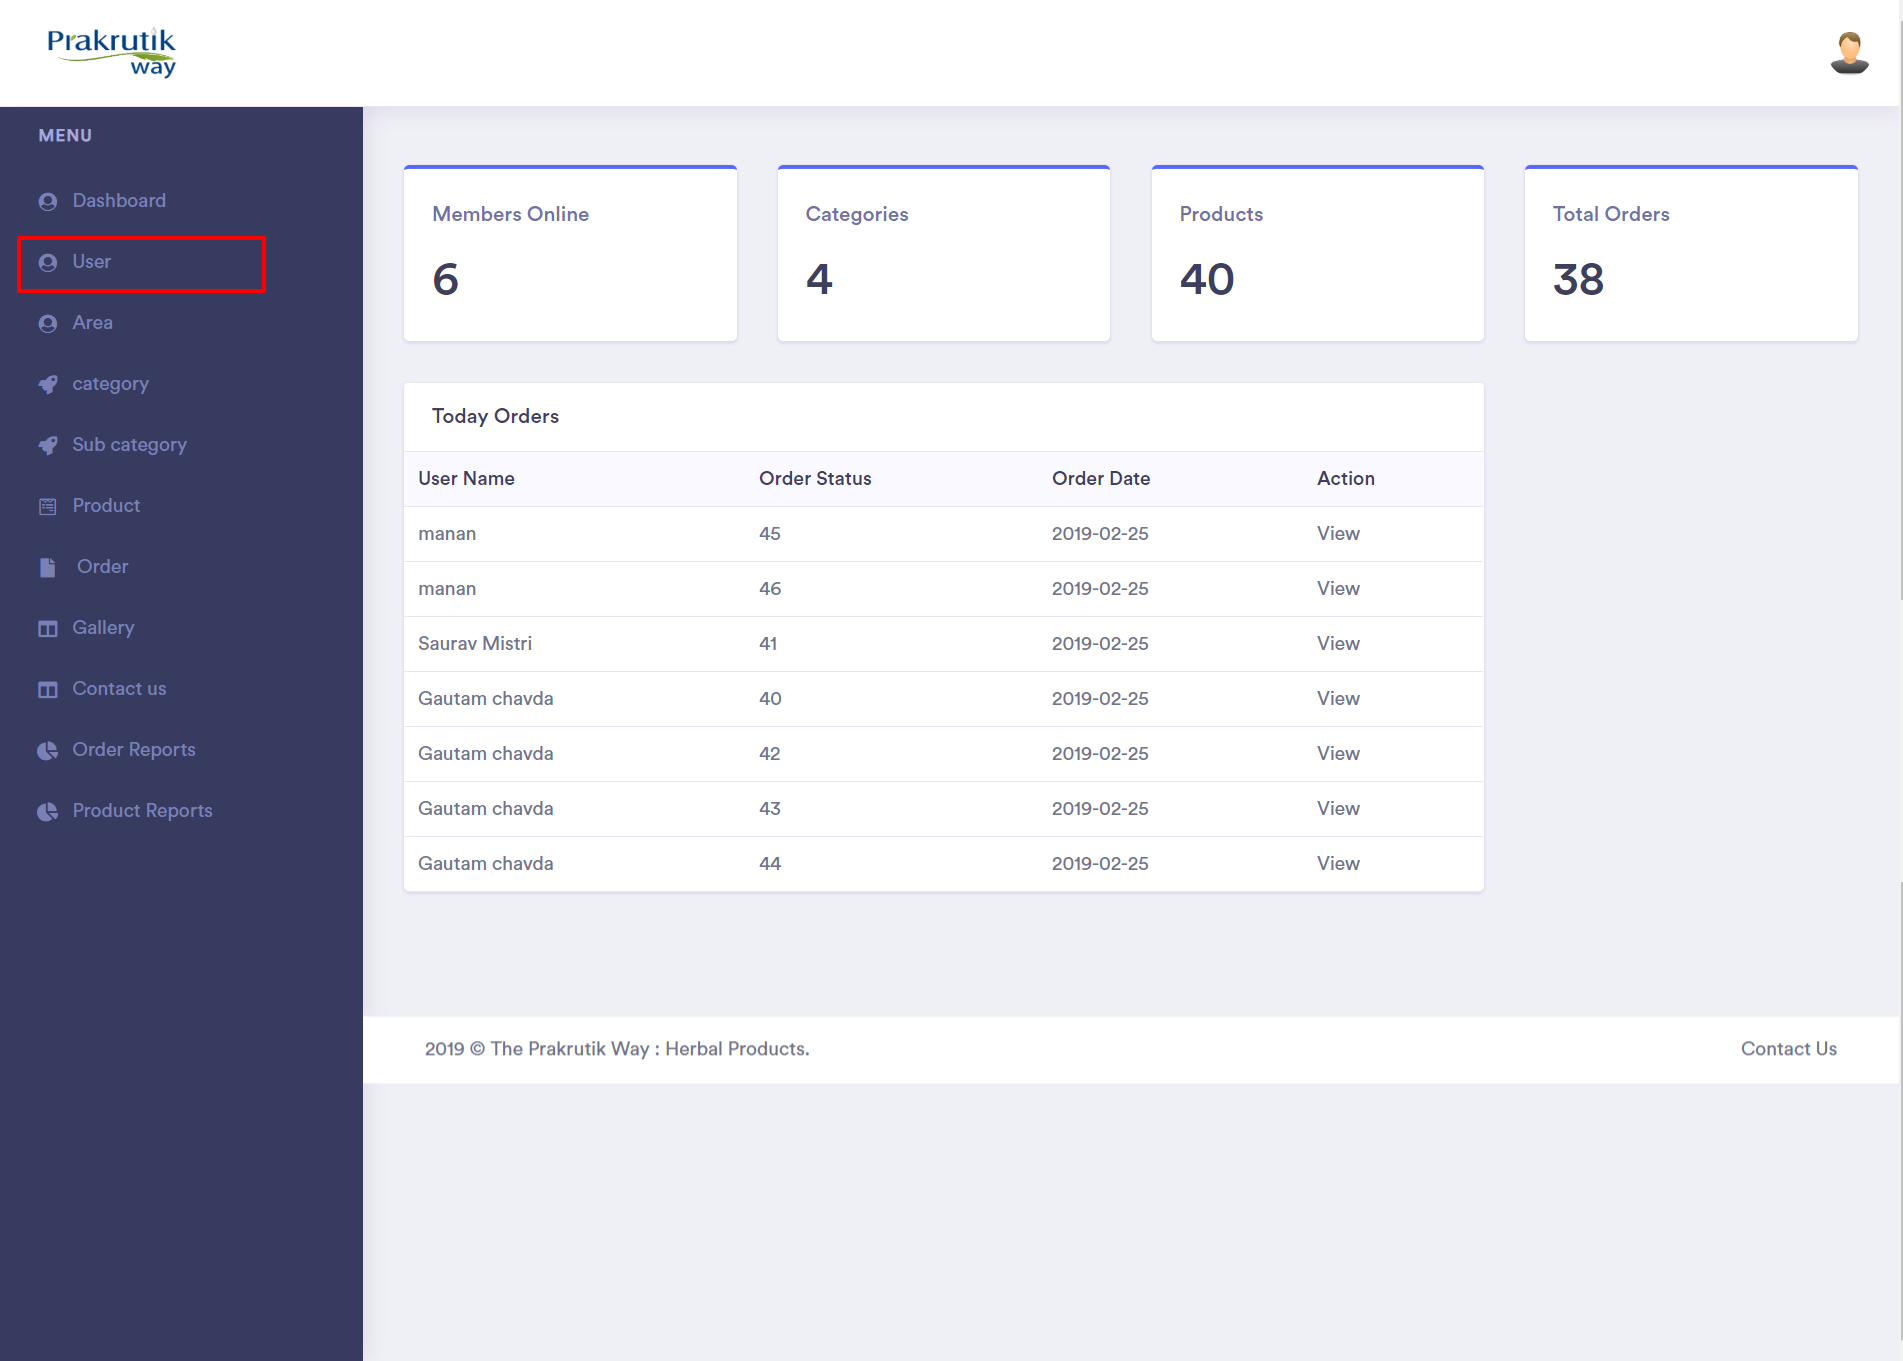 Prakrutik
way
MENU
Dashboard
User
Area
category
Sub category
Product
Order
Gallery
Contact us
Order Reports
Product Reports
Members Online
6
Categories
4
Products
40
Total Orders
38
Today Orders
User Name Order Status Order Date Action
manan 45 2019-02-25 View
manan 46 2019-02-25 View
Saurav Mistri 41 2019-02-25 View
Gautam chavda 40 2019-02-25 View
Gautam chavda 42 2019-02-25 View
Gautam chavda 43 2019-02-25 View
Gautam chavda 44 2019-02-25 View
2019 © The Prakrutik Way : Herbal Products. Contact Us